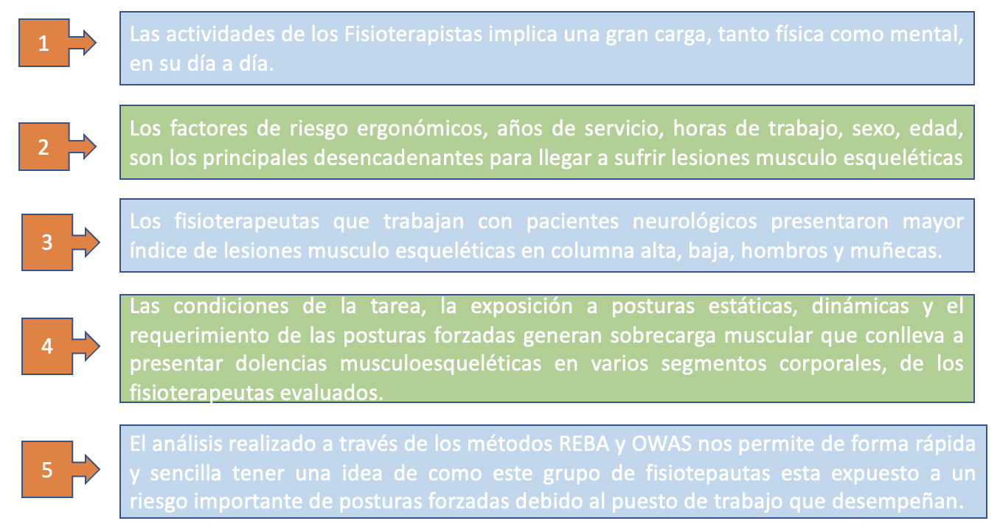 1
Las actividades de los Fisioterapistas implica una gran carga, tanto física como mental,
en su día a día.
2
Los factores de riesgo ergonómicos, años de servicio, horas de trabajo, sexo, edad,
son los principales desencadenantes para llegar a sufrir lesiones musculo esqueléticas
3
Los fisioterapeutas que trabajan con pacientes neurológicos presentaron mayor
índice de lesiones musculo esqueléticas en columna alta, baja, hombros y muñecas.
4
Las condiciones de la tarea, la exposición a posturas estáticas, dinámicas y el
requerimiento de las posturas forzadas generan sobrecarga muscular que conlleva a
presentar dolencias musculoesqueléticas en varios segmentos corporales, de los
fisioterapeutas evaluados.
5
El análisis realizado a través de los métodos REBA y OWAS nos permite de forma rápida
y sencilla tener una idea de como este grupo de fisiotepautas esta expuesto a un
riesgo importante de posturas forzadas debido al puesto de trabajo que desempeñan.